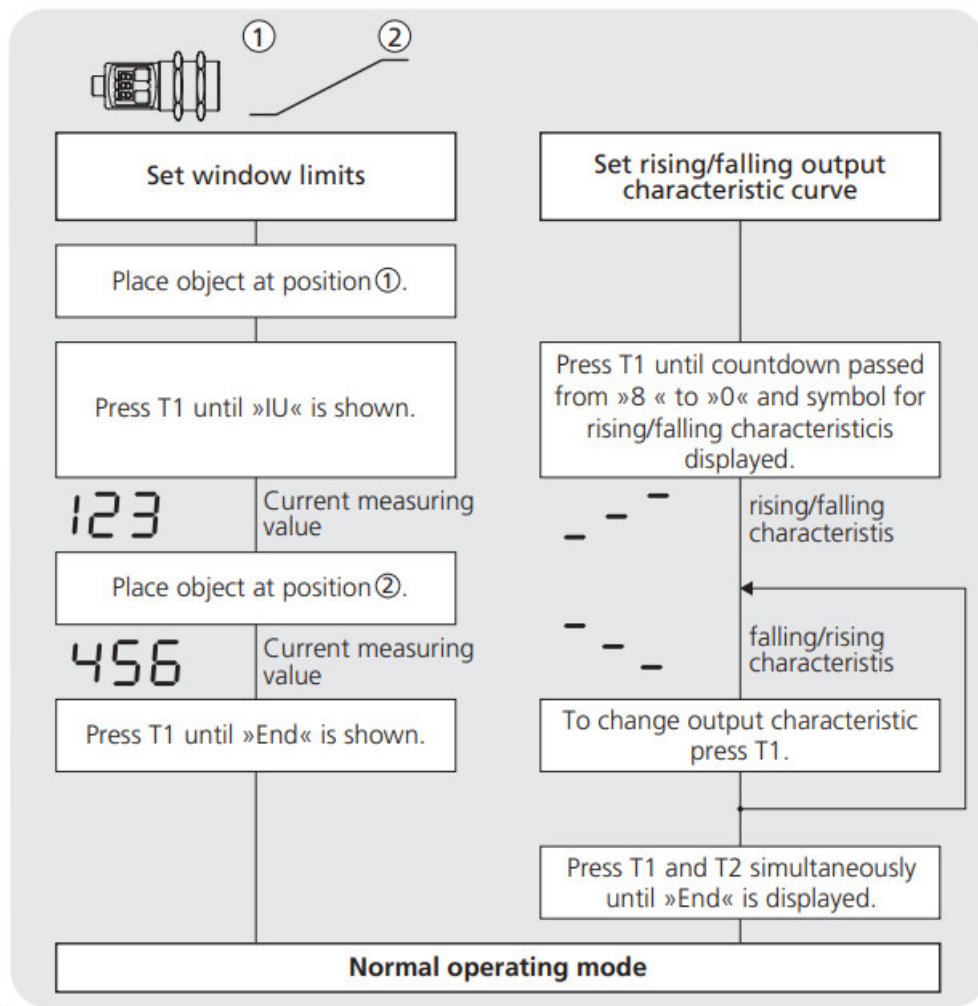 ① ②
Set window limits
Place object at position①.
Press T1 until »IU« is shown.
123
Current measuring
value
Place object at position②.
456
Current measuring
value
Press T1 until »End« is shown.
Set rising/falling output
characteristic curve
Press T1 until countdown passed
from »8 « to »0« and symbol for
rising/falling characteristicis
displayed.
rising/falling
characteristis
falling/rising
characteristis
To change output characteristic
press T1.
Press T1 and T2 simultaneously
until »End« is displayed.
Normal operating mode